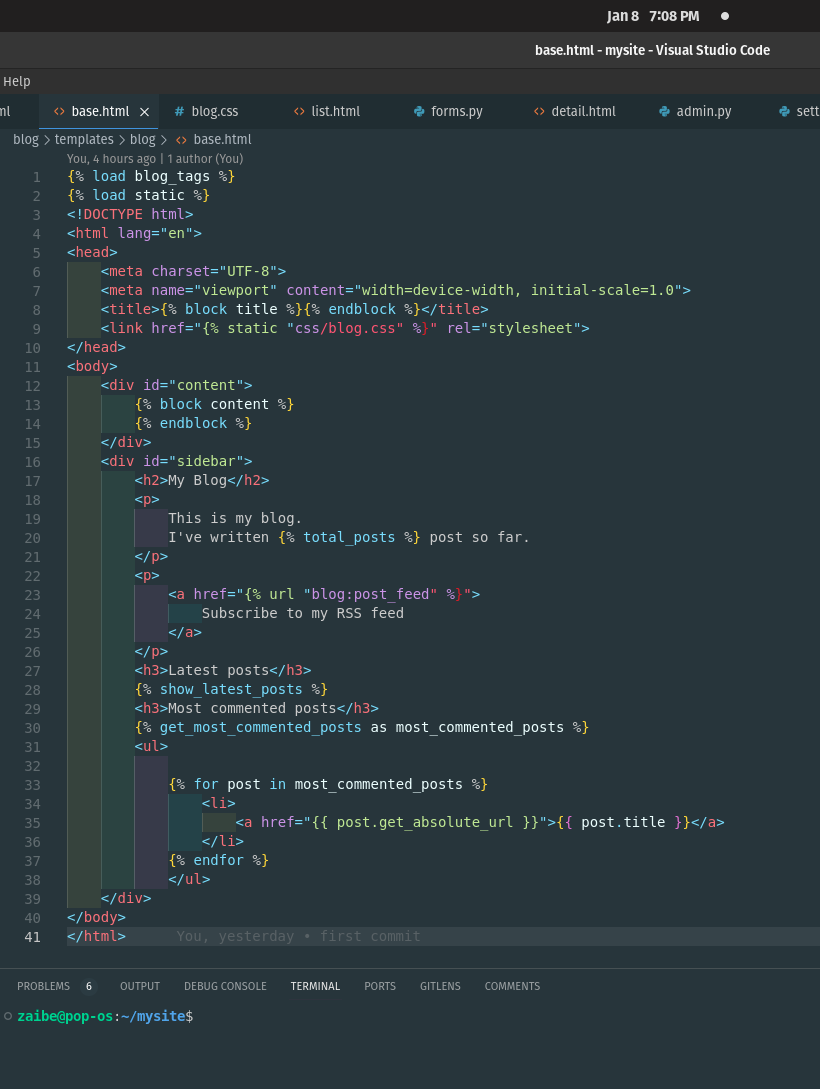 Jan 8 7:08 PM
base.html - mysite - Visual Studio Code
Help
ml base.html blog.css list.html forms.py detail.html admin.py sett
blog > templates > blog > base.html
You, 4 hours ago | 1 author (You)
1 {% load blog_tags %}
2 {% load static %}
3 <!DOCTYPE html>
4 <html lang="en">
5 <head>
6 <meta charset="UTF-8">
7 <meta name="viewport" content="width=device-width, initial-scale=1.0">
8 <title>{% block title %}{% endblock %}</title>
9 <link href="{% static "css/blog.css" %}" rel="stylesheet">
10 </head>
11 <body>
12 <div id="content">
13 {% block content %}
14 {% endblock %}
15 </div>
16 <div id="sidebar">
17 <h2>My Blog</h2>
18 <p>
19 This is my blog.
20 I've written {% total_posts %} post so far.
21 </p>
22 <p>
23 <a href="{% url "blog:post_feed" %}">
24 Subscribe to my RSS feed
25 </a>
26 </p>
27 <h3>Latest posts</h3>
28 {% show_latest_posts %}
29 <h3>Most commented posts</h3>
30 {% get_most_commented_posts as most_commented_posts %}
31 <ul>
32
33 {% for post in most_commented_posts %}
34 <li>
35 <a href="{{ post.get_absolute_url }}">{{ post.title }}</a>
36 </li>
37 {% endfor %}
38 </ul>
39 </div>
40 </body>
41 </html> You, yesterday • first commit
PROBLEMS 6 OUTPUT DEBUG CONSOLE TERMINAL PORTS GITLENS COMMENTS
zaibe@pop-os:~/mysite$